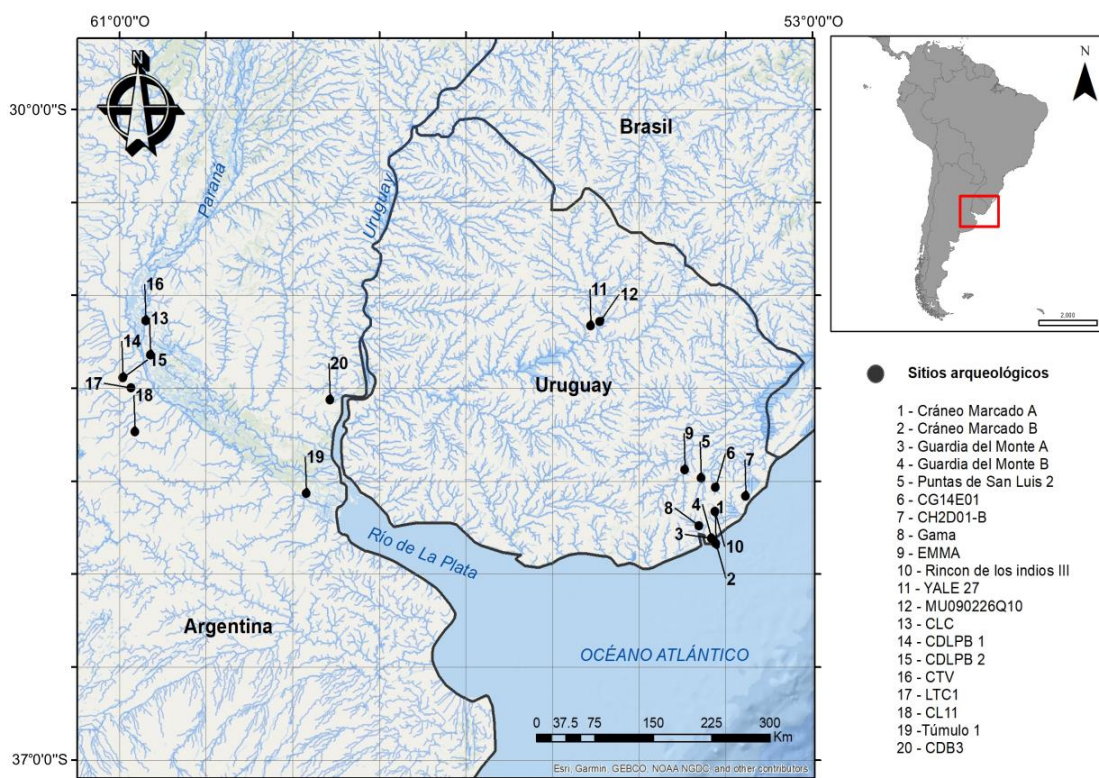 61°0'0"O
53°0'0"O
N
30°0'0"S
Brasil
Paraná
Uruguay
16
13
14
15
17
18
11
12
20
Uruguay
9
5
6
7
19
4
1
8
3
10
2
Río de La Plata
Argentina
OCÉANO ATLÁNTICO
0 37.5 75 150 225 300
Km
37°0'0"S
Esri, Garmin, GEBCO, NOAA NGDC, and other contributors
N
2,000
Sitios arqueológicos
1 - Cráneo Marcado A
2 - Cráneo Marcado B
3 - Guardia del Monte A
4 - Guardia del Monte B
5 - Puntas de San Luis 2
6 - CG14E01
7 - CH2D01-B
8 - Gama
9 - EMMA
10 - Rincon de los indios III
11 - YALE 27
12 - MU090226Q10
13 - CLC
14 - CDLPB 1
15 - CDLPB 2
16 - CTV
17 - LTC1
18 - CL11
19 -Túmulo 1
20 - CDB3